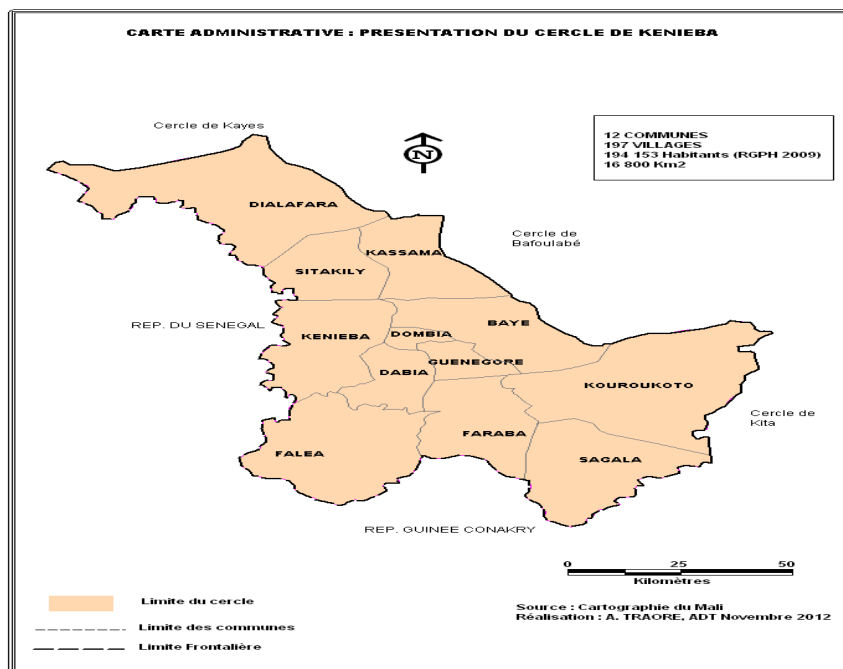 CARTE ADMINISTRATIVE : PRESENTATION DU CERCLE DE KENIEBA
Cercle de Kayes
12 COMMUNES
197 VILLAGES
194 153 Habitants (RGPH 2009)
16 800 Km2
N
DIALAFARA
Cercle de
Bafoulabé
KASSAMA
SITAKILY
REP. DU SENEGAL
KENIEBA
DOMBIA
BAYE
GUENEGORE
DABIA
KOUROUKOTO
Cercle de
Kita
FARABA
FALEA
SAGALA
REP. GUINEE CONAKRY
0 25 50
Kilomètres
Limite du cercle
Limite des communes
Limite Frontalière
Source : Cartographie du Mali
Réalisation : A. TRAORE, ADT Novembre 2012